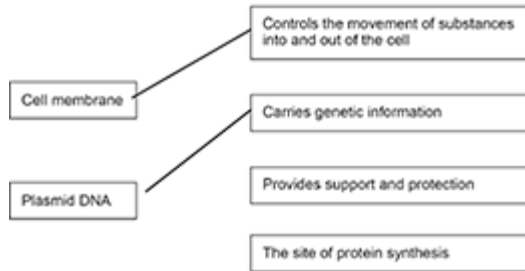 Controls the movement of substances
into and out of the cell
Cell membrane
Carries genetic information
Plasmid DNA
Provides support and protection
The site of protein synthesis